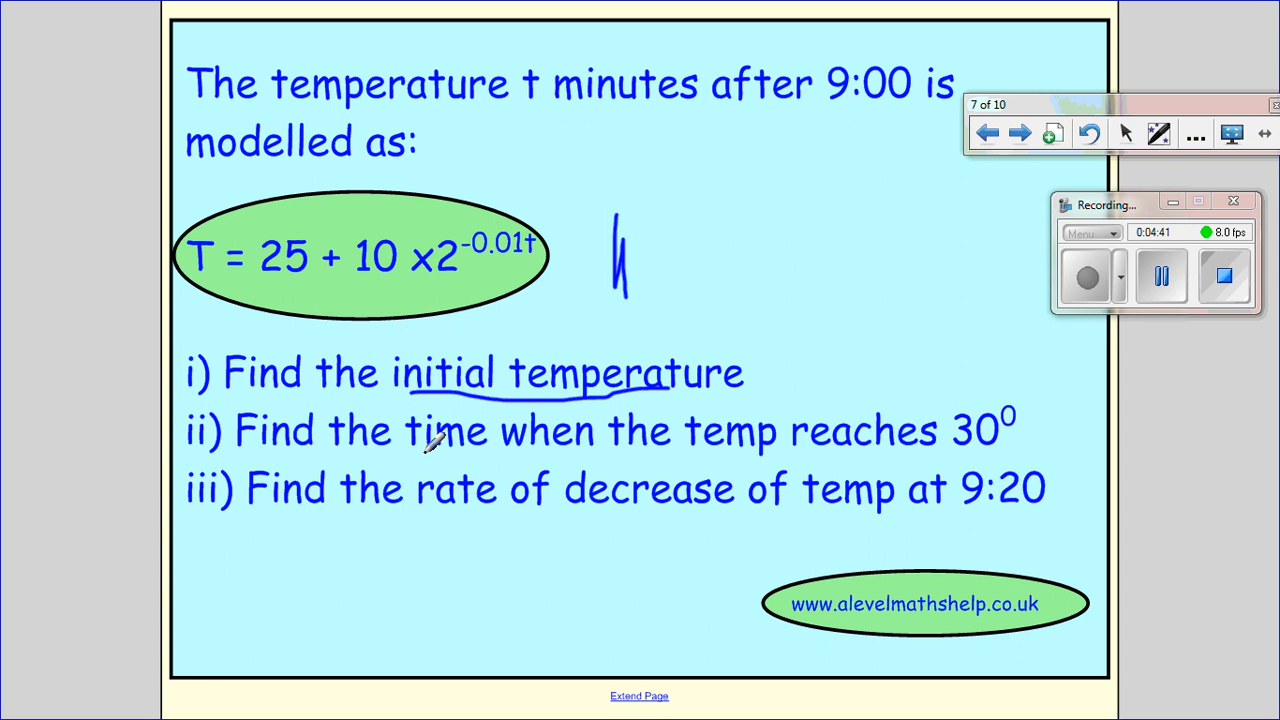 The temperature t minutes after 9:00 is
modelled as:
T = 25 + 10 x2^-0.01t
i) Find the initial temperature
ii) Find the time when the temp reaches 30⁰
iii) Find the rate of decrease of temp at 9:20
www.alevelmathshelp.co.uk
Extend Page
7 of 10
...
Recording...
Menu
0:04:41
8.0 fps